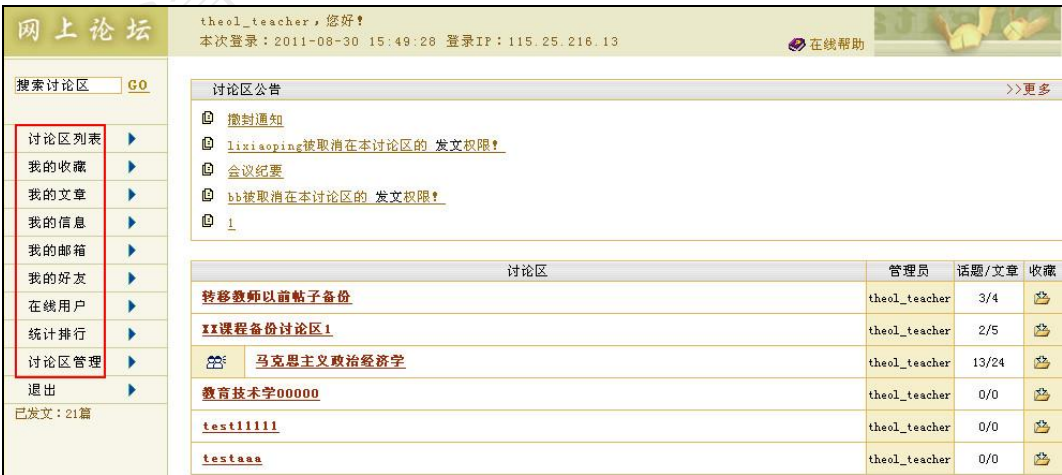 网上论坛
theol_teacher，您好！
本次登录：2011-08-30 15:49:28 登录IP：115.25.216.13
在线帮助
搜索讨论区 GO
讨论区列表
我的收藏
我的文章
我的信息
我的邮箱
我的好友
在线用户
统计排行
讨论区管理
退出
已发文：21篇
讨论区公告 >>更多
撤封通知
lixiaoping被取消在本讨论区的 发文权限！
会议纪要
bb被取消在本讨论区的 发文权限！
1
讨论区 管理员 话题/文章 收藏
转移教师以前帖子备份 theol_teacher 3/4
XX课程备份讨论区1 theol_teacher 2/5
马克思主义政治经济学 theol_teacher 13/24
教育技术学00000 theol_teacher 0/0
test11111 theol_teacher 0/0
testaaa theol_teacher 0/0